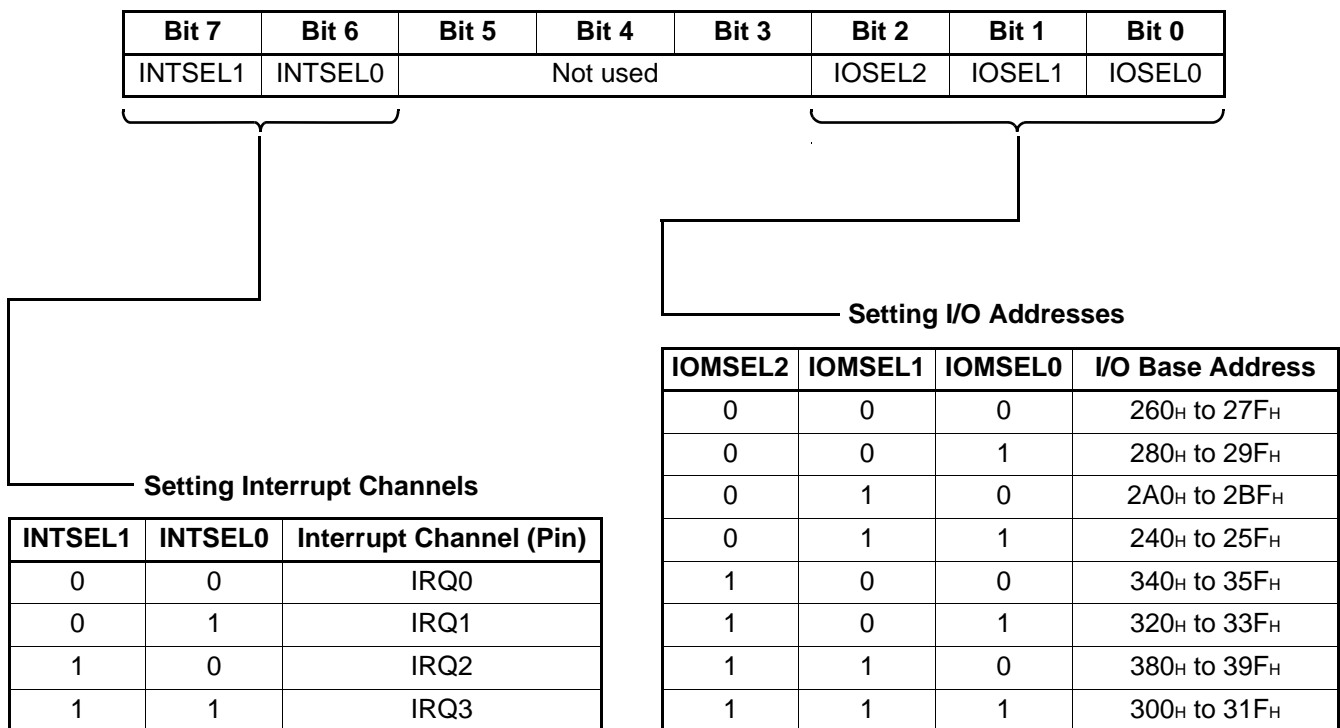 Bit 7 Bit 6 Bit 5 Bit 4 Bit 3 Bit 2 Bit 1 Bit 0
INTSEL1 INTSEL0 Not used IOSEL2 IOSEL1 IOSEL0
Setting I/O Addresses
IOMSEL2 IOMSEL1 IOMSEL0 I/O Base Address
0 0 0 260H to 27FH
0 0 1 280H to 29FH
0 1 0 2A0H to 2BFH
0 1 1 240H to 25FH
1 0 0 340H to 35FH
1 0 1 320H to 33FH
1 1 0 380H to 39FH
1 1 1 300H to 31FH
Setting Interrupt Channels
INTSEL1 INTSEL0 Interrupt Channel (Pin)
0 0 IRQ0
0 1 IRQ1
1 0 IRQ2
1 1 IRQ3